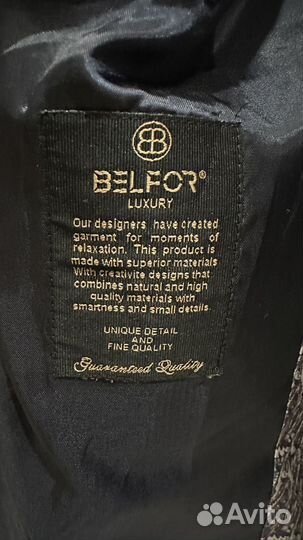 BB
BELFOR®
LUXURY
Our designers have created
garment for moments of
relaxation. This product is
made with superior materials
With creativite designs that
combines natural and high
quality materials with
smartness and small details
UNIQUE DETAIL
AND
FINE QUALITY
Guaranteed Quality
Avito